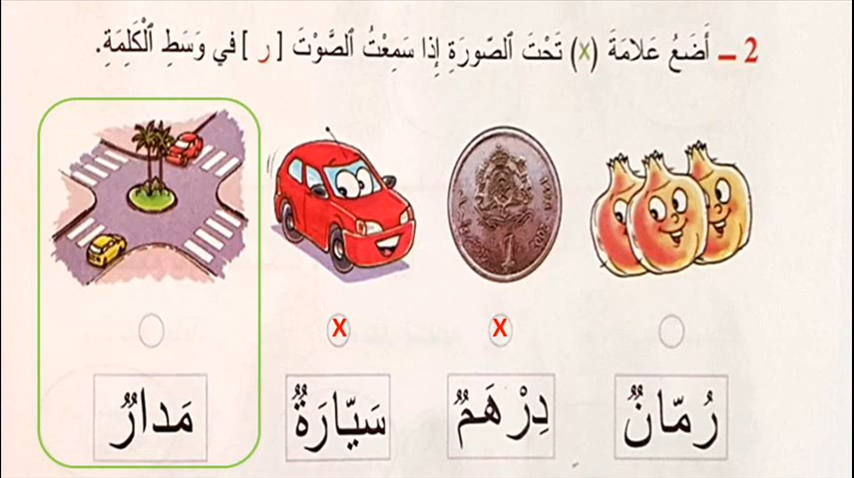 2 ـ أَضَعُ عَلامَةَ (x) تَحْتَ ٱلصّورَةِ إِذا سَمِعْتُ ٱلصَّوْتَ [ر] في وَسَطِ ٱلْكَلِمَةِ.
X X
رُمّانٌ دِرْهَمٌ سَيّارَةٌ مَدارٌ